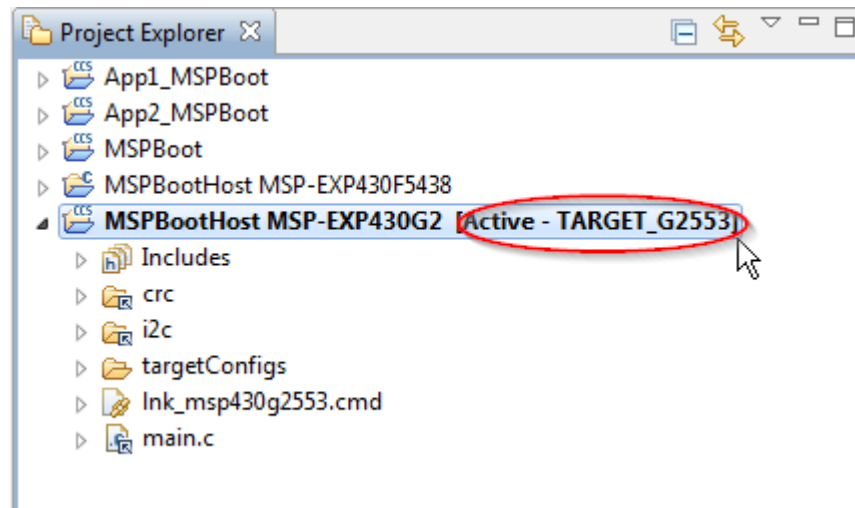 Project Explorer
App1_MSPBoot
App2_MSPBoot
MSPBoot
MSPBootHost MSP-EXP430F5438
MSPBootHost MSP-EXP430G2 [Active - TARGET_G2553]
Includes
crc
i2c
targetConfigs
lnk_msp430g2553.cmd
main.c